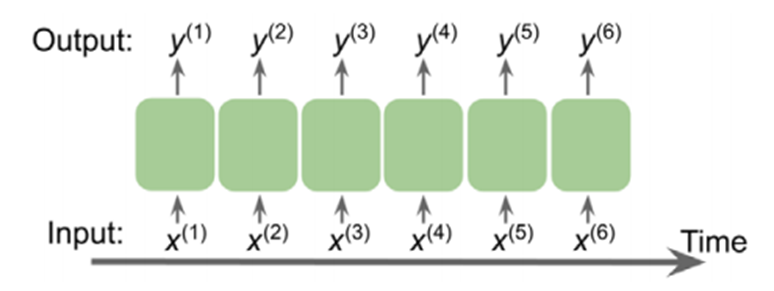 Output: y⁽¹⁾ y⁽²⁾ y⁽³⁾ y⁽⁴⁾ y⁽⁵⁾ y⁽⁶⁾
Input: x⁽¹⁾ x⁽²⁾ x⁽³⁾ x⁽⁴⁾ x⁽⁵⁾ x⁽⁶⁾
Time